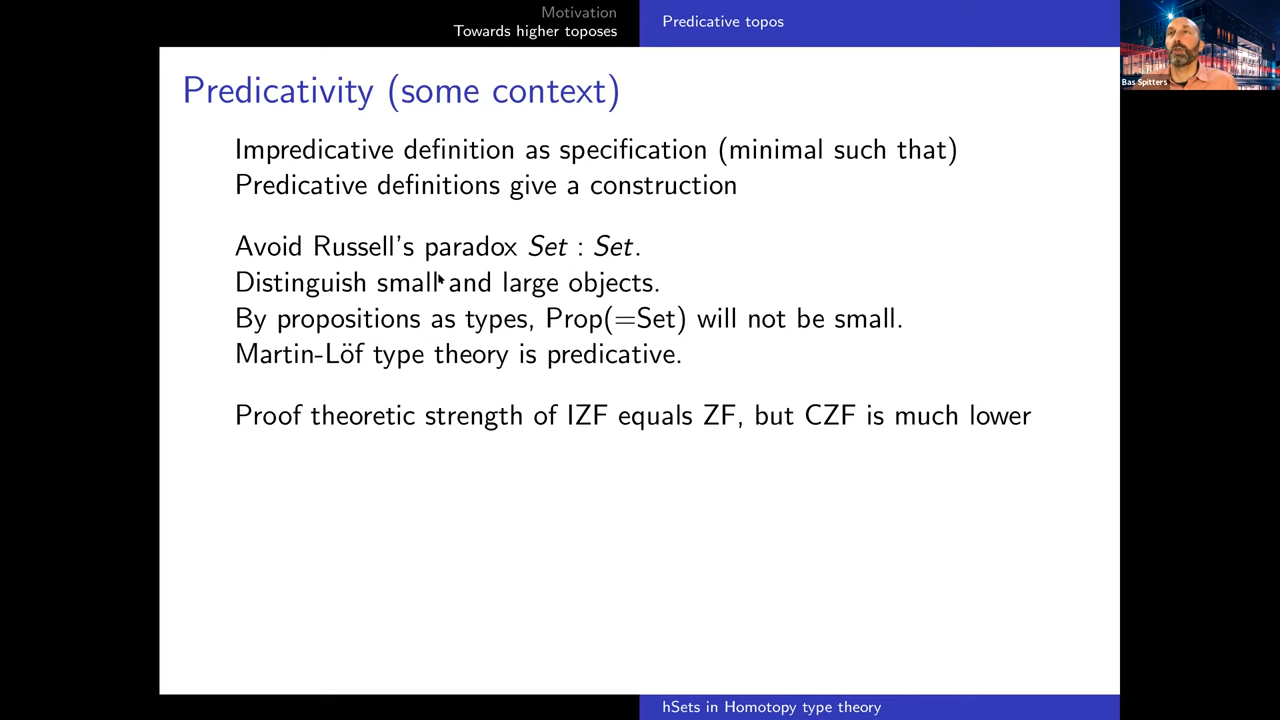 Motivation
Towards higher toposes
Predicative topos
Bas Spitters
Predicativity (some context)
Impredicative definition as specification (minimal such that)
Predicative definitions give a construction
Avoid Russell's paradox Set : Set.
Distinguish small and large objects.
By propositions as types, Prop(=Set) will not be small.
Martin-Löf type theory is predicative.
Proof theoretic strength of IZF equals ZF, but CZF is much lower
hSets in Homotopy type theory